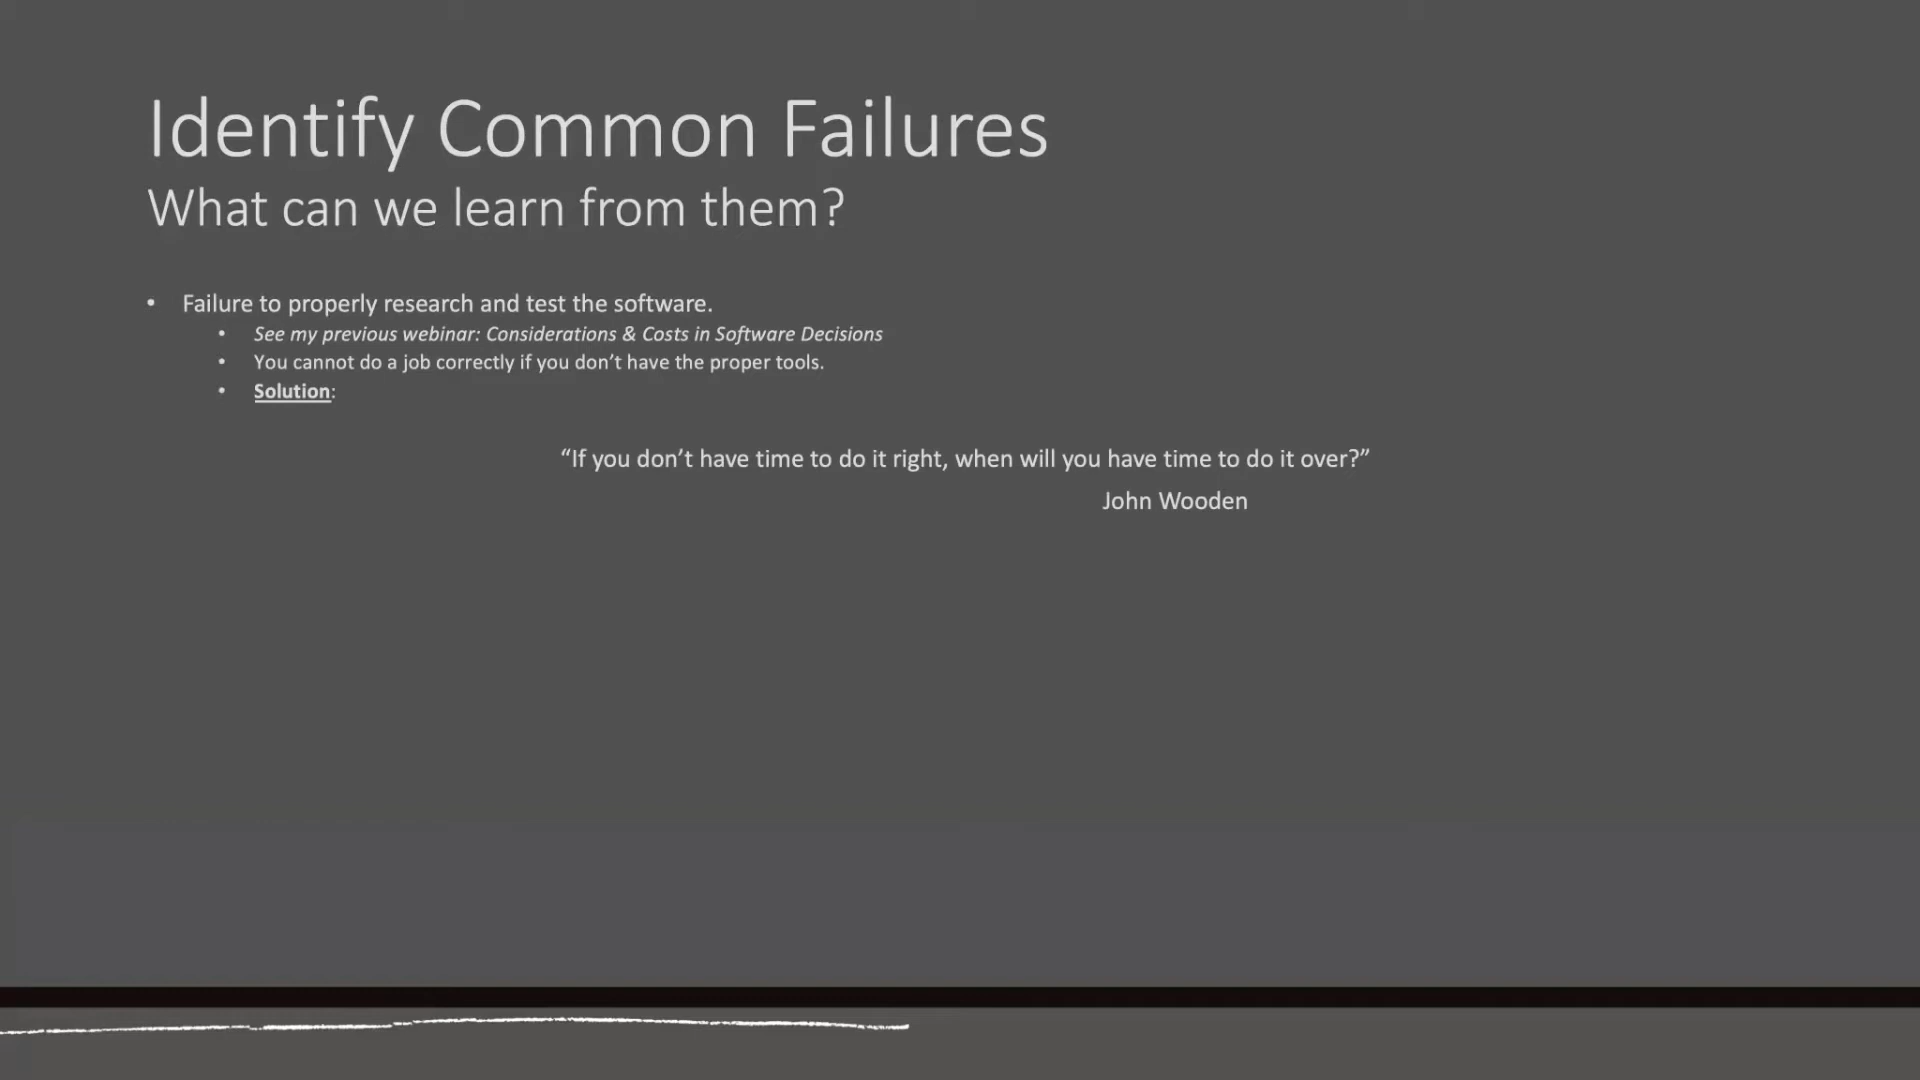 Identify Common Failures
What can we learn from them?
• Failure to properly research and test the software.
• See my previous webinar: Considerations & Costs in Software Decisions
• You cannot do a job correctly if you don’t have the proper tools.
• Solution:
“If you don’t have time to do it right, when will you have time to do it over?”
John Wooden